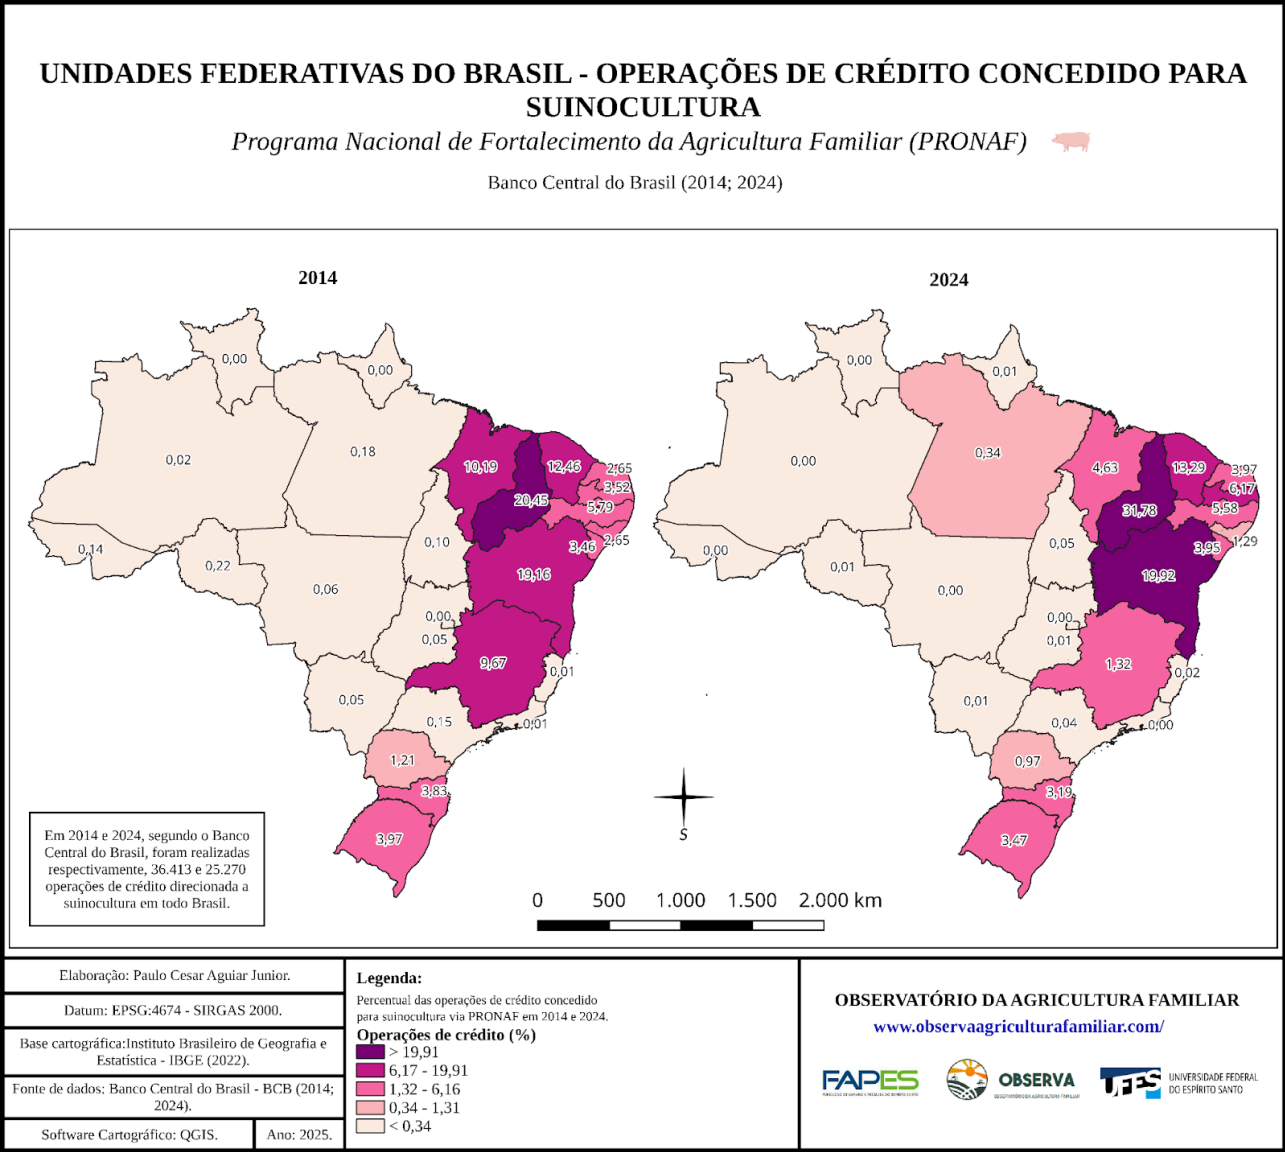 UNIDADES FEDERATIVAS DO BRASIL - OPERAÇÕES DE CRÉDITO CONCEDIDO PARA
SUINOCULTURA
Programa Nacional de Fortalecimento da Agricultura Familiar (PRONAF)
Banco Central do Brasil (2014; 2024)
2014
0,00
0,00
0,02
0,18
10,19
20,45
12,46
2,65
3,52
5,79
2,65
3,46
0,14
0,22
0,10
0,06
19,16
0,00
0,05
9,67
0,01
0,05
0,15
0,01
1,21
3,83
3,97
2024
0,00
0,01
0,00
0,34
4,63
31,78
13,29
3,97
6,17
5,58
1,29
3,95
0,00
0,01
0,05
0,00
19,92
0,00
0,01
1,32
0,02
0,01
0,04
0,00
0,97
3,19
3,47
S
0 500 1.000 1.500 2.000 km
Em 2014 e 2024, segundo o Banco
Central do Brasil, foram realizadas
respectivamente, 36.413 e 25.270
operações de crédito direcionada a
suinocultura em todo Brasil.
Elaboração: Paulo Cesar Aguiar Junior.
Datum: EPSG:4674 - SIRGAS 2000.
Base cartográfica:Instituto Brasileiro de Geografia e
Estatística - IBGE (2022).
Fonte de dados: Banco Central do Brasil - BCB (2014;
2024).
Software Cartográfico: QGIS.
Ano: 2025.
Legenda:
Percentual das operações de crédito concedido
para suinocultura via PRONAF em 2014 e 2024.
Operações de crédito (%)
> 19,91
6,17 - 19,91
1,32 - 6,16
0,34 - 1,31
< 0,34
OBSERVATÓRIO DA AGRICULTURA FAMILIAR
www.observaagriculturafamiliar.com/
FAPES
OBSERVA
OBSERVATÓRIO DA AGRICULTURA FAMILIAR
UFES
UNIVERSIDADE FEDERAL
DO ESPÍRITO SANTO